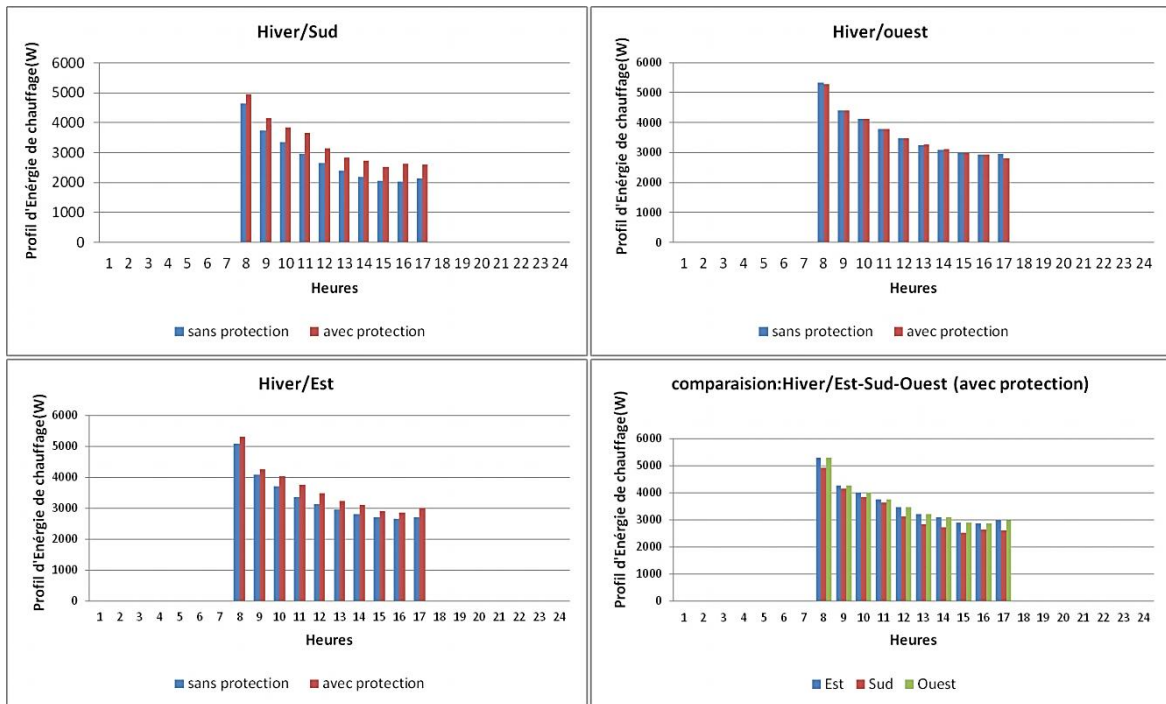 Hiver/Sud
Profil d'Enérgie de chauffage(W)
6000
5000
4000
3000
2000
1000
0
1 2 3 4 5 6 7 8 9 10 11 12 13 14 15 16 17 18 19 20 21 22 23 24
Heures
sans protection avec protection
Hiver/ouest
Profil d'Enérgie de chauffage(W)
6000
5000
4000
3000
2000
1000
0
1 2 3 4 5 6 7 8 9 10 11 12 13 14 15 16 17 18 19 20 21 22 23 24
Heures
sans protection avec protection
Hiver/Est
Profil d'Enérgie de chauffage(W)
6000
5000
4000
3000
2000
1000
0
1 2 3 4 5 6 7 8 9 10 11 12 13 14 15 16 17 18 19 20 21 22 23 24
Heures
sans protection avec protection
comparaision:Hiver/Est-Sud-Ouest (avec protection)
Profil d'Enérgie de chauffage(W)
6000
5000
4000
3000
2000
1000
0
1 2 3 4 5 6 7 8 9 10 11 12 13 14 15 16 17 18 19 20 21 22 23 24
Heures
Est Sud Ouest